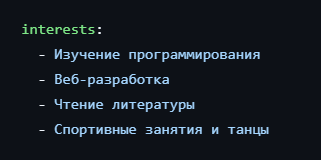 interests:
- Изучение программирования
- Веб-разработка
- Чтение литературы
- Спортивные занятия и танцы